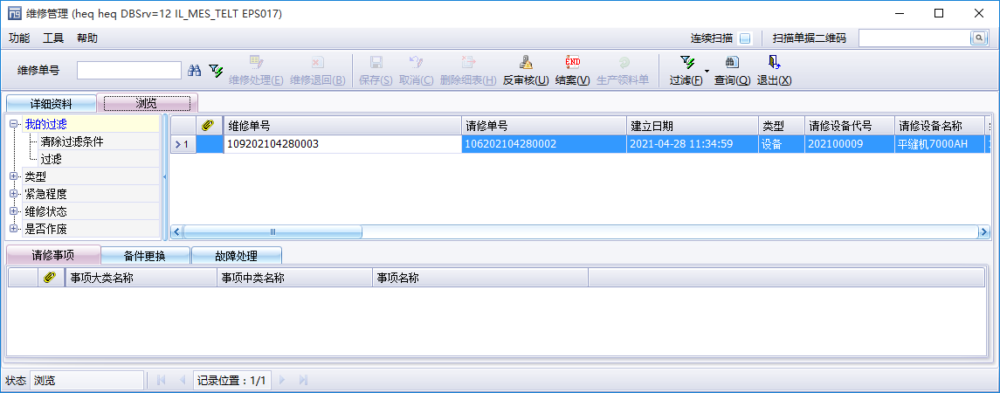 维修管理 (heq heq DBSrv=12 IL_MES_TELT EPS017)
功能 工具 帮助 连续扫描 扫描单据二维码
维修单号 维修处理(E) 维修退回(B) 保存(S) 取消(C) 删除细表(H) 反审核(U) END 结案(V) 生产领料单 过滤(F) 查询(Q) 退出(X)
详细资料 浏览
我的过滤
清除过滤条件
过滤
类型
紧急程度
维修状态
是否作废
维修单号 请修单号 建立日期 类型 请修设备代号 请修设备名称
1 109202104280003 106202104280002 2021-04-28 11:34:59 设备 202100009 平缝机7000AH
请修事项 备件更换 故障处理
事项大类名称 事项中类名称 事项名称
状态 浏览 记录位置：1/1